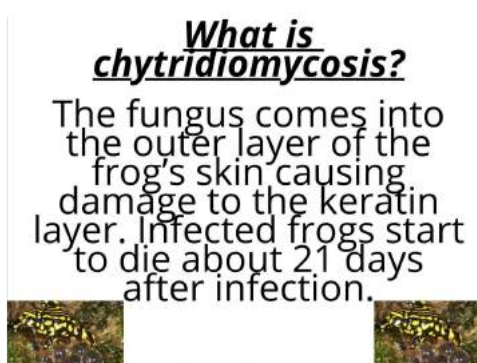 What is
chytridiomycosis?
The fungus comes into
the outer layer of the
frog's skin causing
damage to the keratin
layer. Infected frogs start
to die about 21 days
after infection.